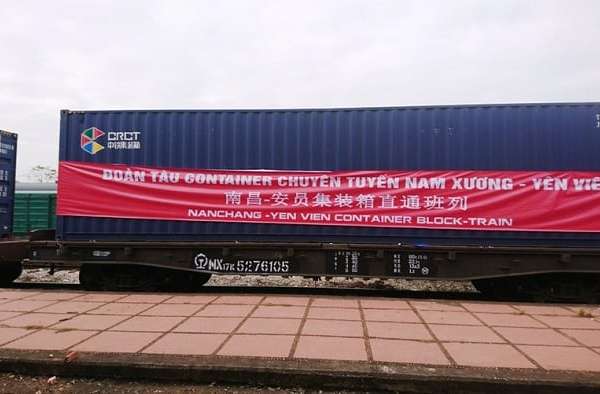 CRCT
中铁集装箱
ĐOÀN TÀU CONTAINER CHUYÊN TUYẾN NAM XƯƠNG - YÊN VIÊ
南昌-安员集装箱直通班列
NANCHANG -YEN VIEN CONTAINER BLOCK-TRAIN
NX17K 5276105